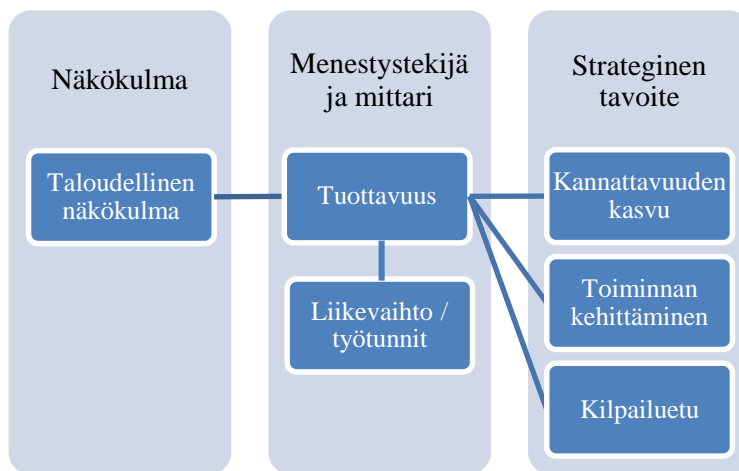 Näkökulma
Taloudellinen
näkökulma
Menestystekijä
ja mittari
Tuottavuus
Liikevaihto /
työtunnit
Strateginen
tavoite
Kannattavuuden
kasvu
Toiminnan
kehittäminen
Kilpailuetu